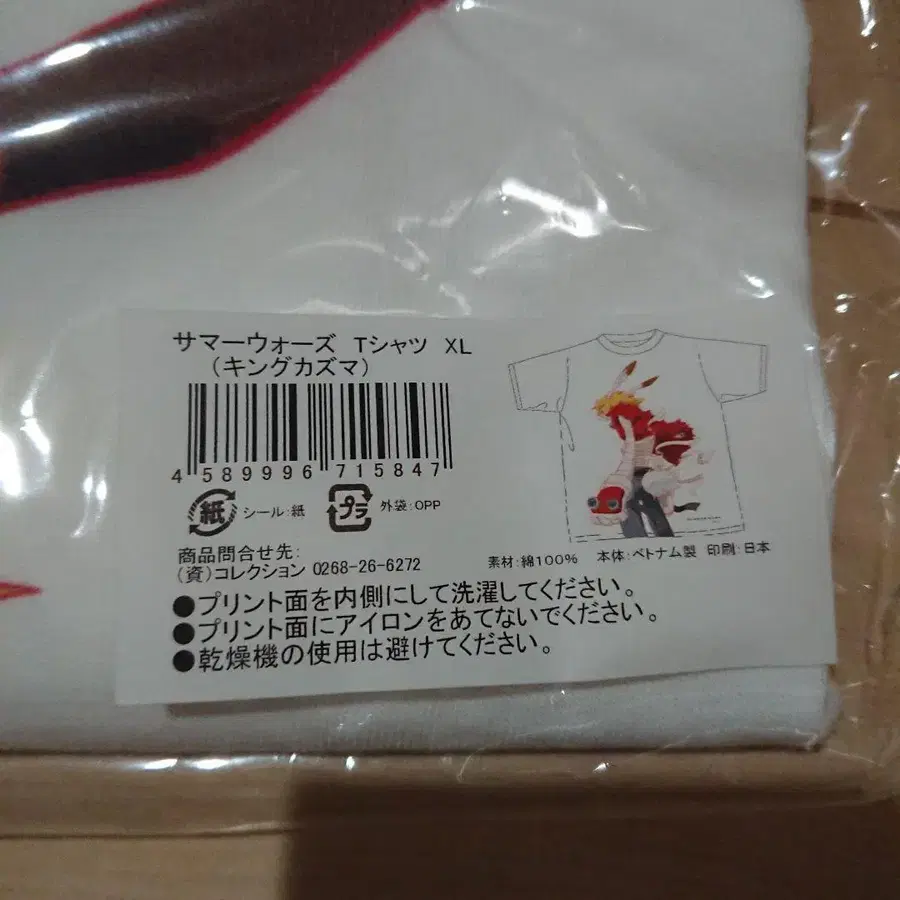 サマーウォーズ Tシャツ XL
(キングカズマ)
4 589996 715847
紙 シール:紙 プラ 外袋:OPP
商品問合せ先:
(資)コレクション 0268-26-6272
素材:綿100% 本体:ベトナム製 印刷:日本
●プリント面を内側にして洗濯してください。
●プリント面にアイロンをあてないでください。
●乾燥機の使用は避けてください。